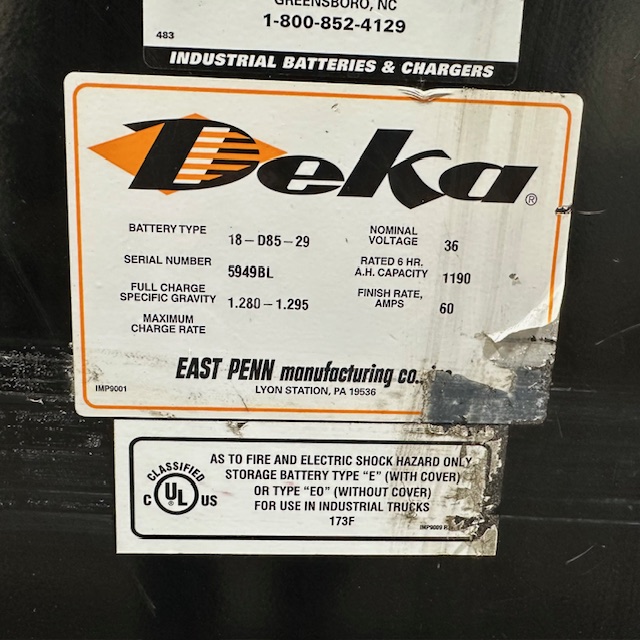 GREENSBORO, NC
1-800-852-4129
483
INDUSTRIAL BATTERIES & CHARGERS
Deka®
BATTERY TYPE 18-D85-29
NOMINAL VOLTAGE 36
SERIAL NUMBER 5949BL
RATED 6 HR. A.H. CAPACITY 1190
FULL CHARGE SPECIFIC GRAVITY 1.280-1.295
FINISH RATE, AMPS 60
MAXIMUM CHARGE RATE
EAST PENN manufacturing co.
LYON STATION, PA 19536
IMP9001
CLASSIFIED
C UL US
AS TO FIRE AND ELECTRIC SHOCK HAZARD ONLY
STORAGE BATTERY TYPE "E" (WITH COVER)
OR TYPE "EO" (WITHOUT COVER)
FOR USE IN INDUSTRIAL TRUCKS
173F
IMP9009